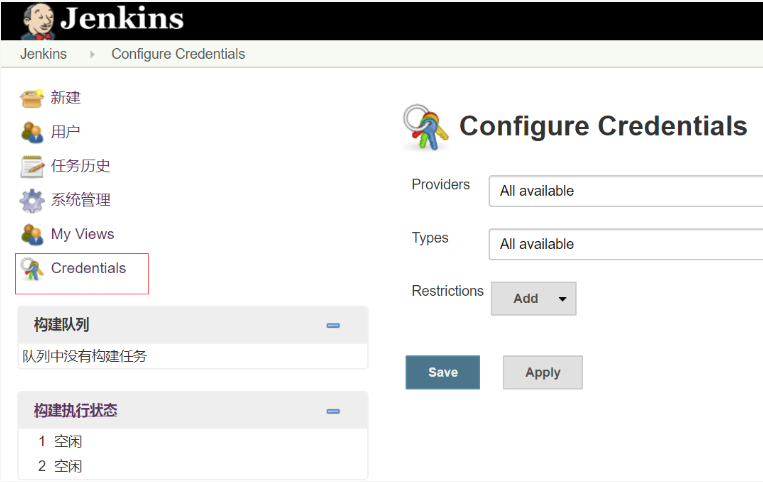 Jenkins
Jenkins Configure Credentials
新建
用户
任务历史
系统管理
My Views
Credentials
构建队列
队列中没有构建任务
构建执行状态
1 空闲
2 空闲
Configure Credentials
Providers All available
Types All available
Restrictions Add
Save Apply